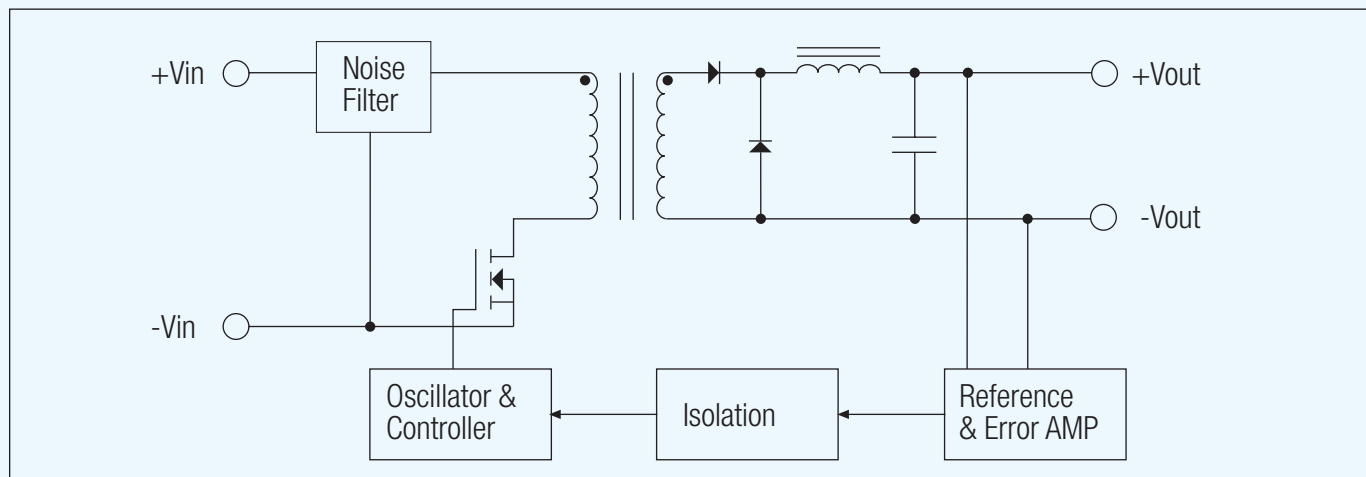 +Vin
Noise
Filter
+Vout
-Vout
-Vin
Oscillator &
Controller
Isolation
Reference
& Error AMP